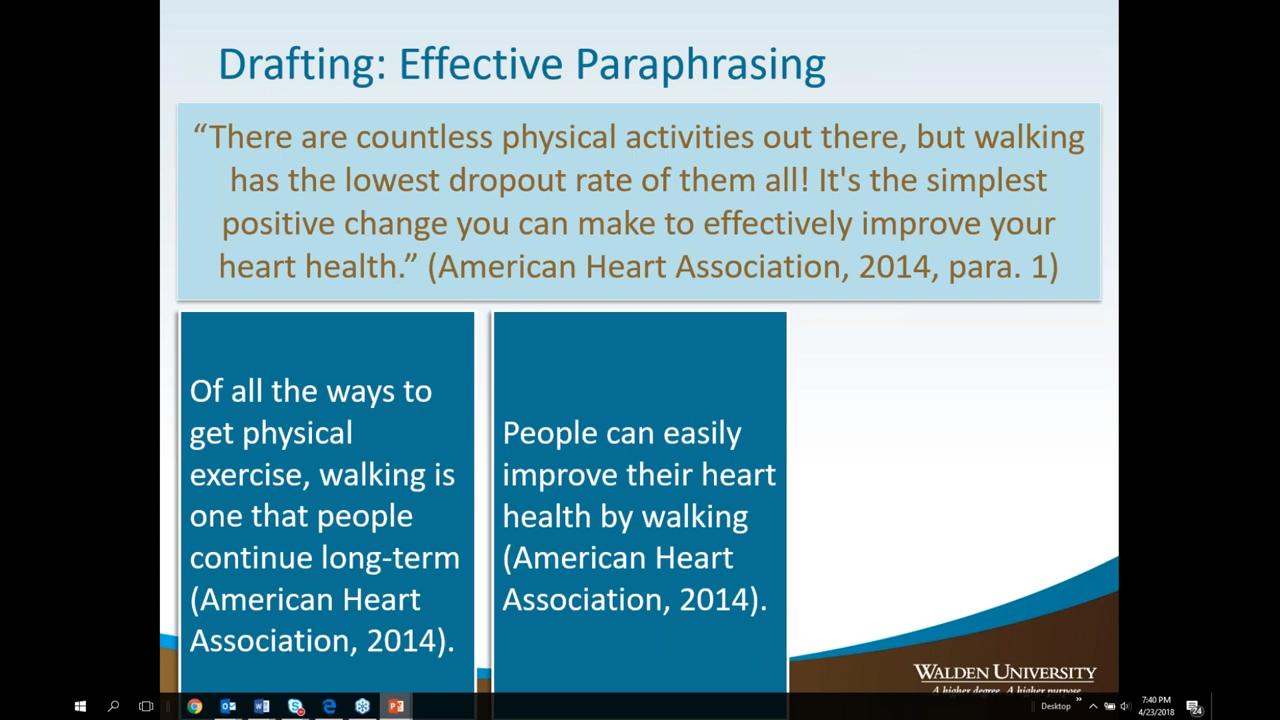 Drafting: Effective Paraphrasing
“There are countless physical activities out there, but walking
has the lowest dropout rate of them all! It's the simplest
positive change you can make to effectively improve your
heart health.” (American Heart Association, 2014, para. 1)
Of all the ways to
get physical
exercise, walking is
one that people
continue long-term
(American Heart
Association, 2014).
People can easily
improve their heart
health by walking
(American Heart
Association, 2014).
WALDEN UNIVERSITY
A higher degree. A higher purpose.
Desktop
»
7:40 PM
4/23/2018
24